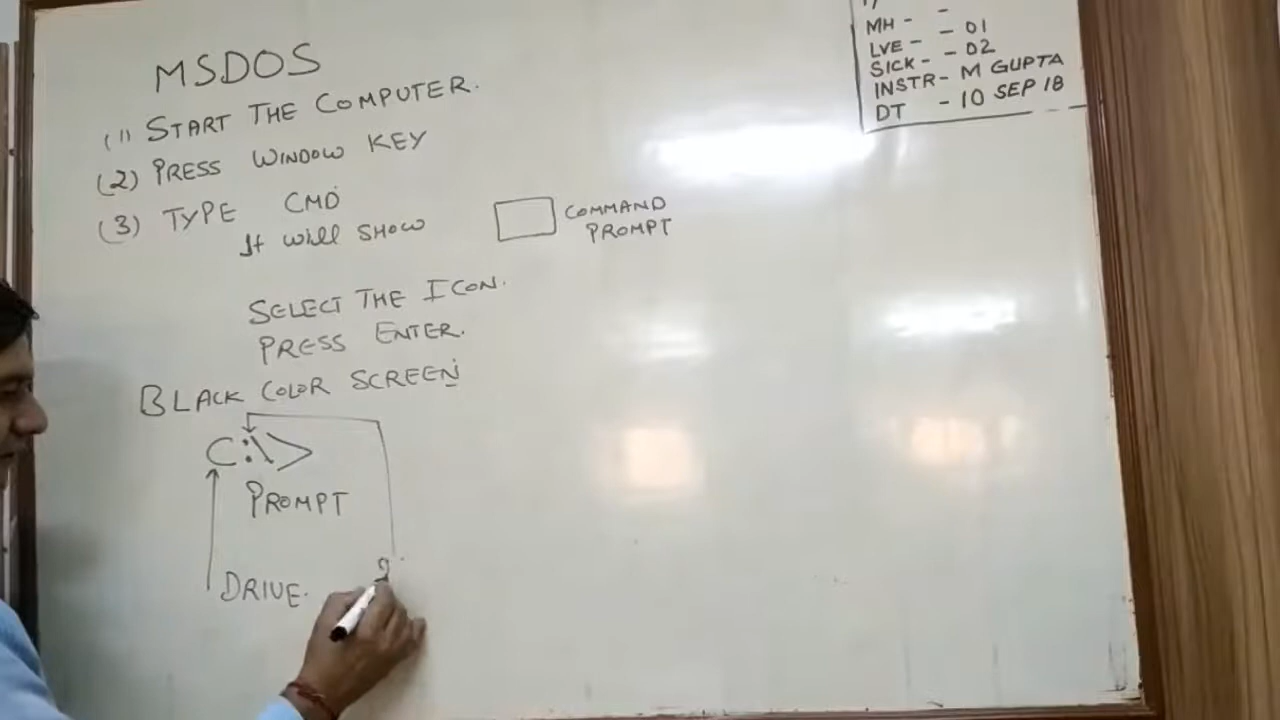 MSDOS
(1) START THE COMPUTER.
(2) PRESS WINDOW KEY
(3) TYPE CMD
It will SHOW
COMMAND
PROMPT
SELECT THE ICON.
PRESS ENTER.
BLACK COLOR SCREEN
C:\>
PROMPT
DRIVE.
MH - -
LVE - - 01
SICK - - 02
INSTR - M GUPTA
DT - 10 SEP 18